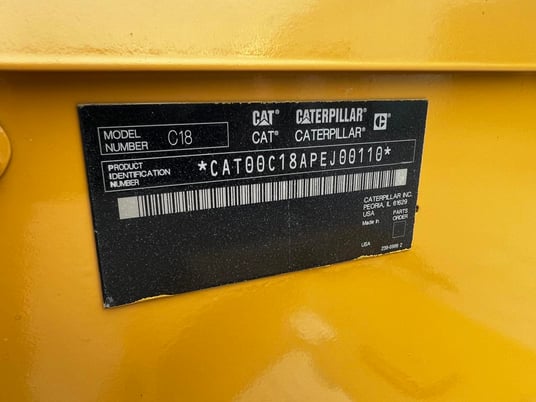 CAT CATERPILLAR C
CAT CATERPILLAR
MODEL NUMBER C18
PRODUCT IDENTIFICATION NUMBER *CAT00C18APEJ00110*
CATERPILLAR INC.
PEORIA, IL 61629
USA PARTS ORDER
Made in
USA